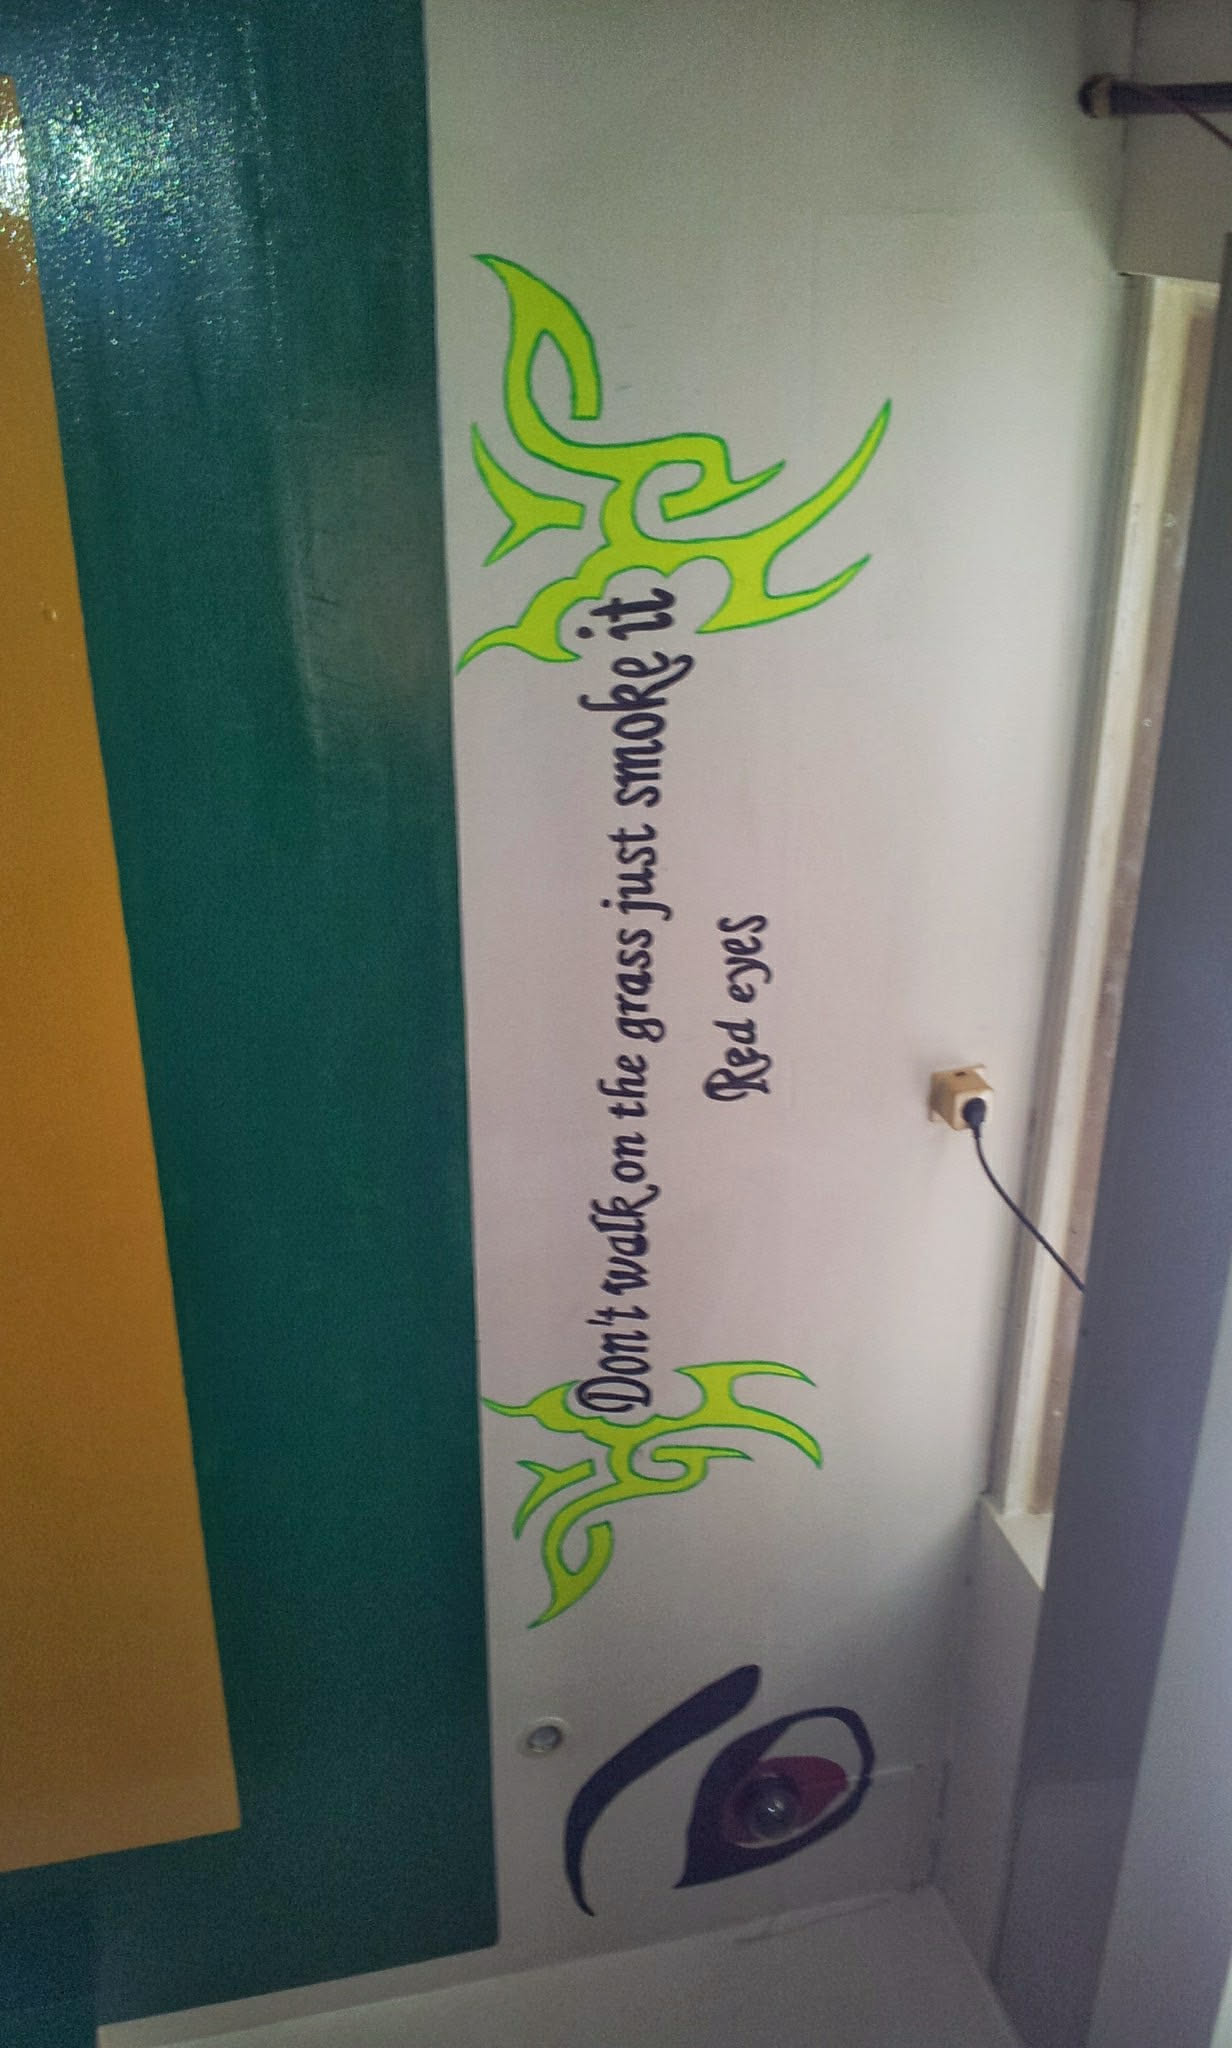 Don't walk on the grass just smoke it
Red eyes